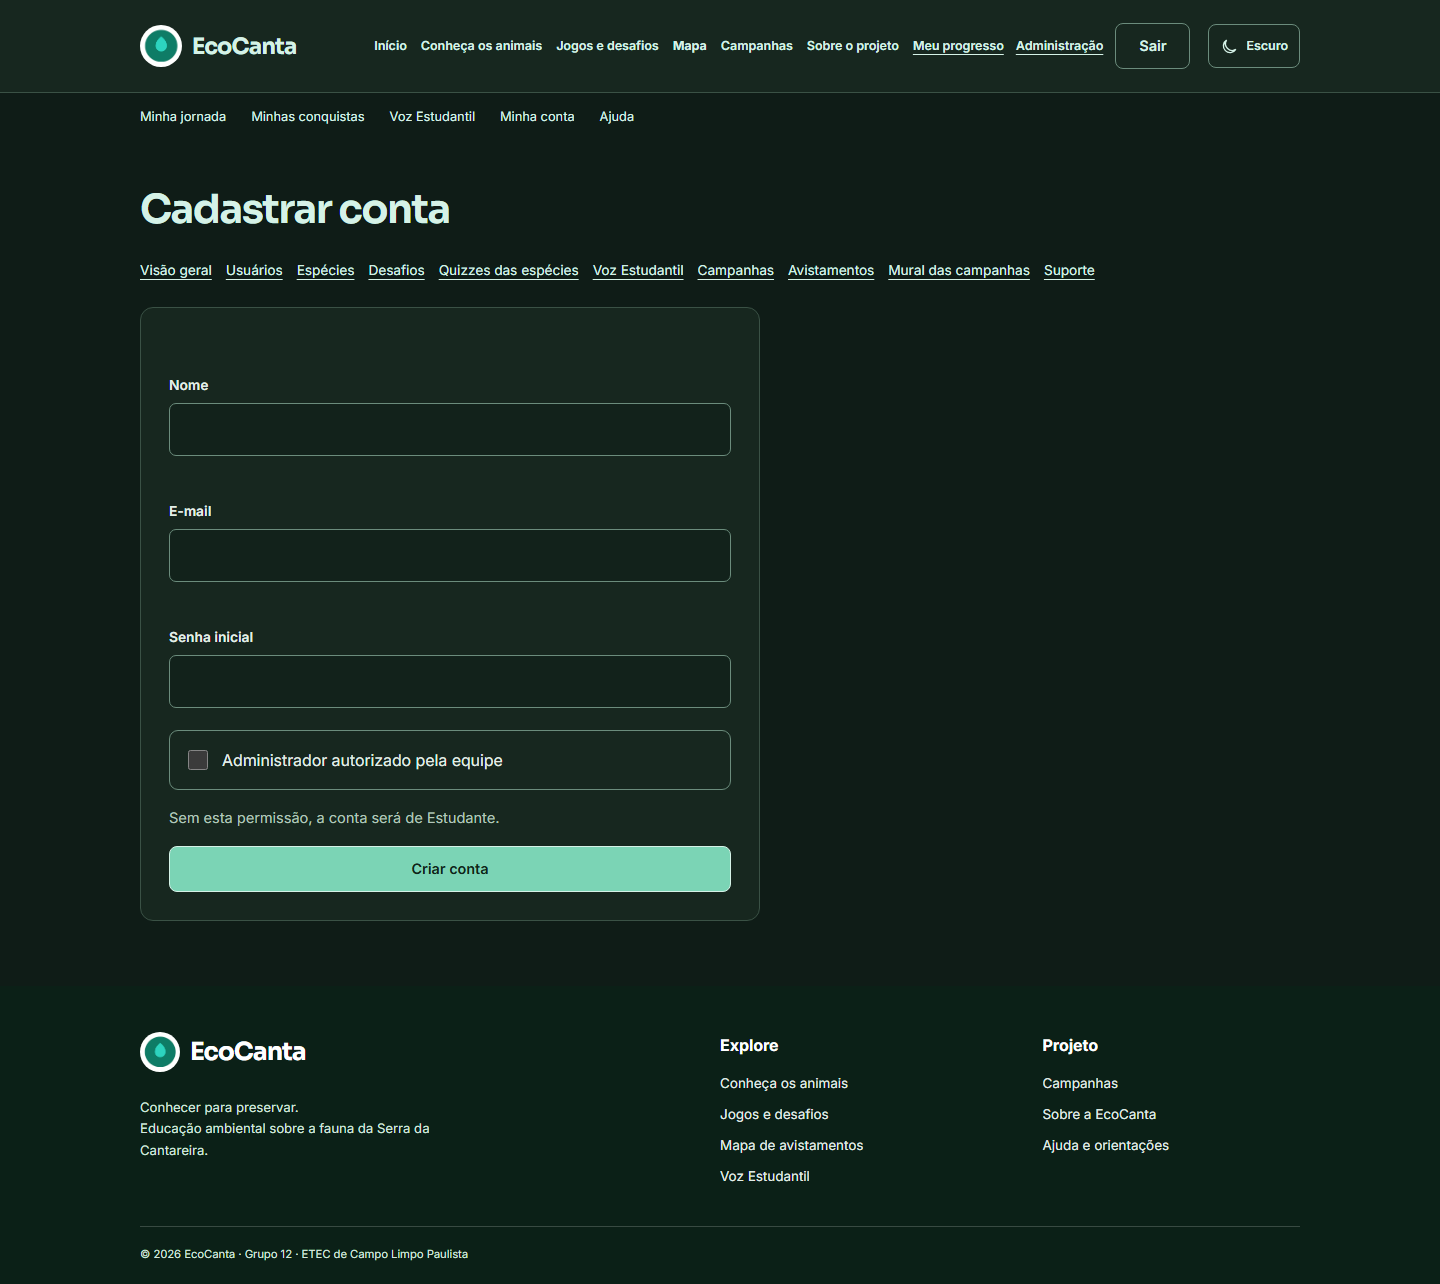 EcoCanta
Início Conheça os animais Jogos e desafios Mapa Campanhas Sobre o projeto Meu progresso Administração Sair Escuro
Minha jornada Minhas conquistas Voz Estudantil Minha conta Ajuda
Cadastrar conta
Visão geral Usuários Espécies Desafios Quizzes das espécies Voz Estudantil Campanhas Avistamentos Mural das campanhas Suporte
Nome
E-mail
Senha inicial
Administrador autorizado pela equipe
Sem esta permissão, a conta será de Estudante.
Criar conta
EcoCanta
Conhecer para preservar.
Educação ambiental sobre a fauna da Serra da
Cantareira.
Explore
Conheça os animais
Jogos e desafios
Mapa de avistamentos
Voz Estudantil
Projeto
Campanhas
Sobre a EcoCanta
Ajuda e orientações
© 2026 EcoCanta · Grupo 12 · ETEC de Campo Limpo Paulista